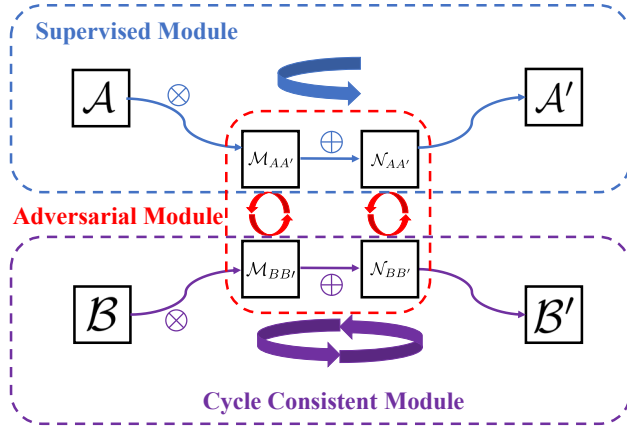 Supervised Module
𝒜 ⊗ 𝒜′
ℳ_{AA′} ⊕ 𝒩_{AA′}
Adversarial Module
ℳ_{BB′} ⊕ 𝒩_{BB′}
ℬ ⊗ ℬ′
Cycle Consistent Module